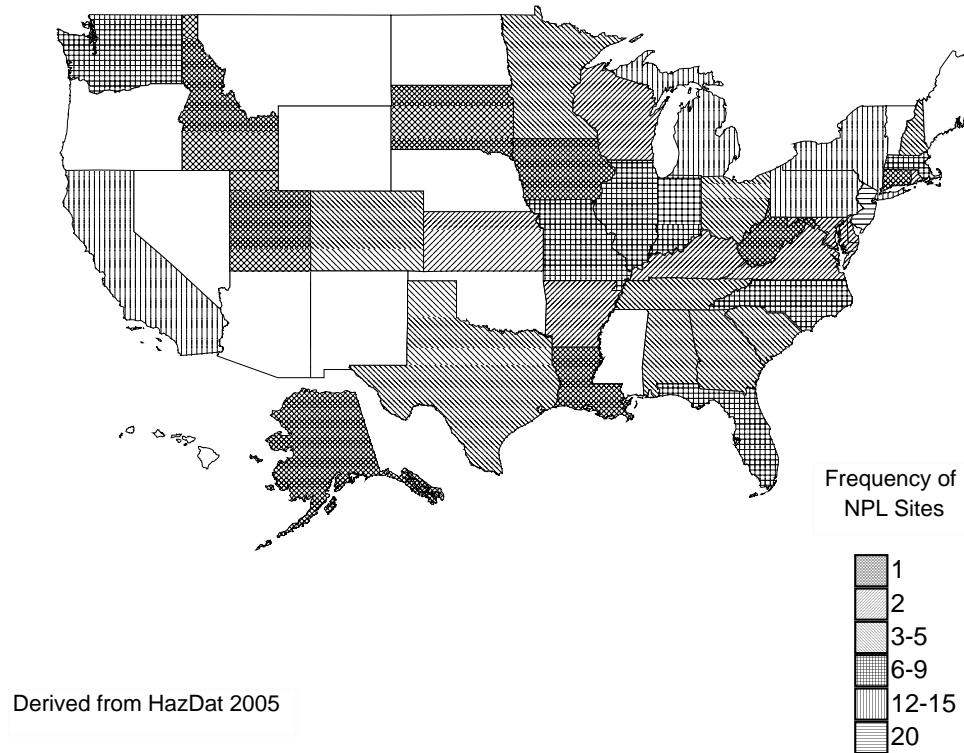 Frequency of
NPL Sites
1
2
3-5
6-9
12-15
20
Derived from HazDat 2005